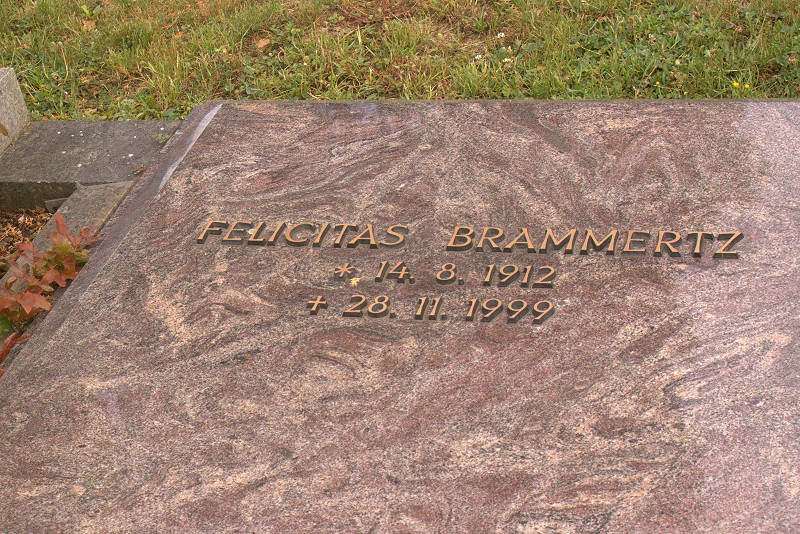 FELICITAS BRAMMERTZ
* 14. 8. 1912
+ 28. 11. 1999